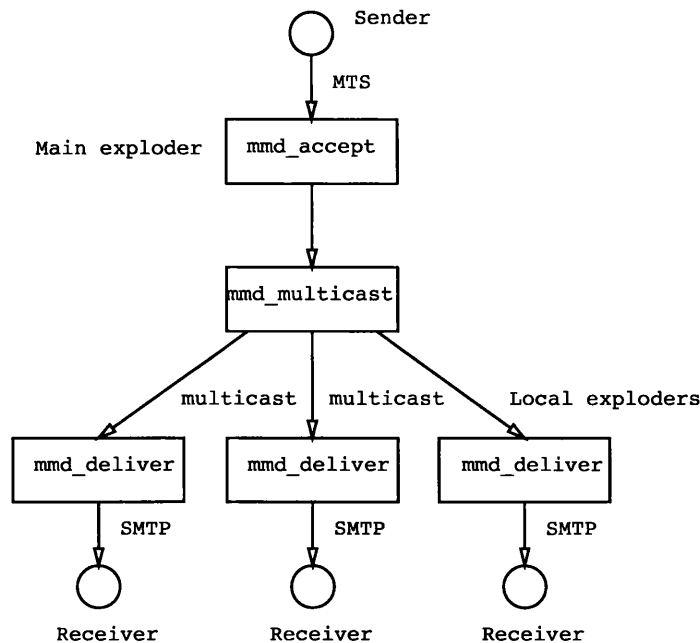 Sender
MTS
Main exploder
mmd_accept
mmd_multicast
multicast multicast Local exploders
mmd_deliver mmd_deliver mmd_deliver
SMTP SMTP SMTP
Receiver Receiver Receiver